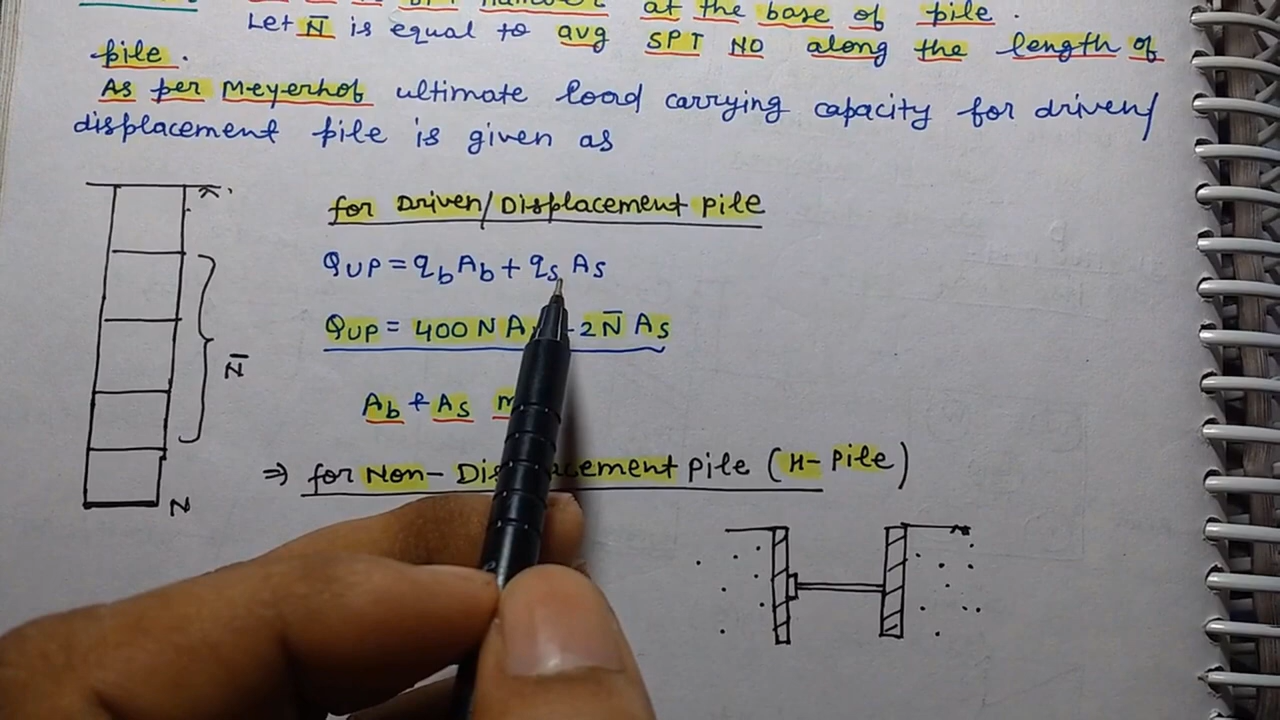 at the base of pile.
Let N̄ is equal to avg SPT NO along the length of
pile.
As per Meyerhof ultimate load carrying capacity for driven/
displacement pile is given as
for Driven/Displacement pile
QUP = qb Ab + qs As
QUP = 400 N A 2 N̄ As
N̄
Ab & As
N
⇒ for Non-Displacement pile (H-Pile)